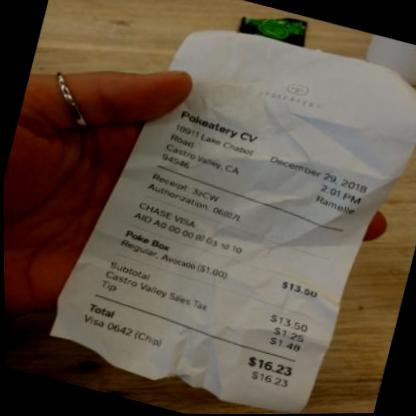 POKEATERY
Pokeatery CV
18911 Lake Chabot
Road
Castro Valley, CA
94546
December 29, 2018
2:01 PM
Ramelle
Receipt: JzCW
Authorization: 06807L
CHASE VISA
AID A0 00 00 00 03 10 10
Poke Box $13.50
Regular, Avocado ($1.00)
Subtotal $13.50
Castro Valley Sales Tax $1.25
Tip $1.48
Total $16.23
Visa 0642 (Chip) $16.23